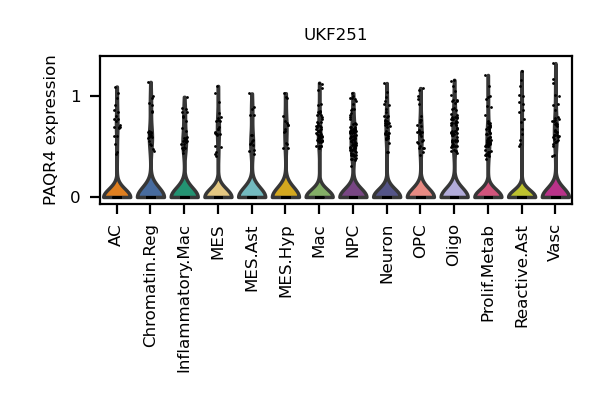 UKF251
PAQR4 expression
1
0
AC
Chromatin.Reg
Inflammatory.Mac
MES
MES.Ast
MES.Hyp
Mac
NPC
Neuron
OPC
Oligo
Prolif.Metab
Reactive.Ast
Vasc